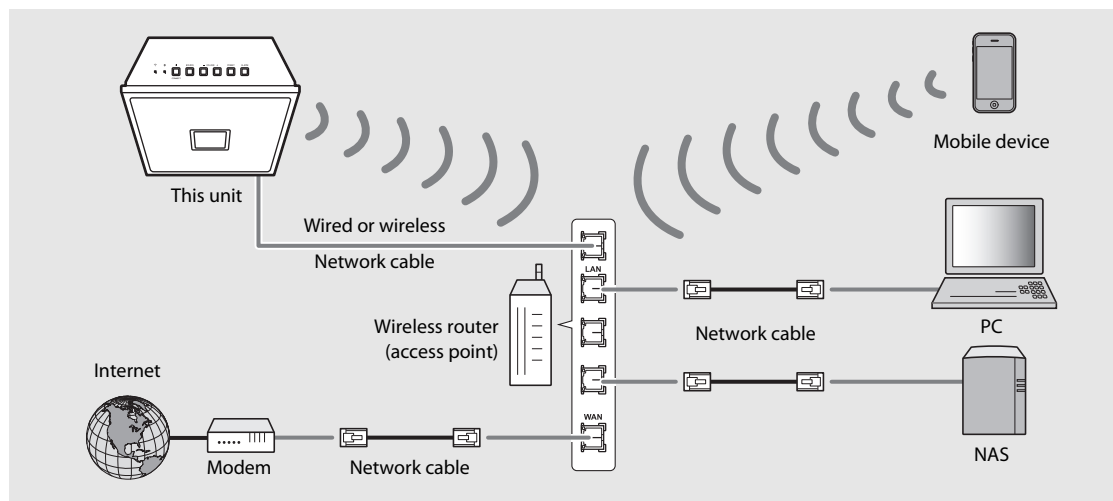 Mobile device
This unit
Wired or wireless
Network cable
LAN
Wireless router
(access point)
Network cable
PC
Internet
WAN
Modem
Network cable
NAS